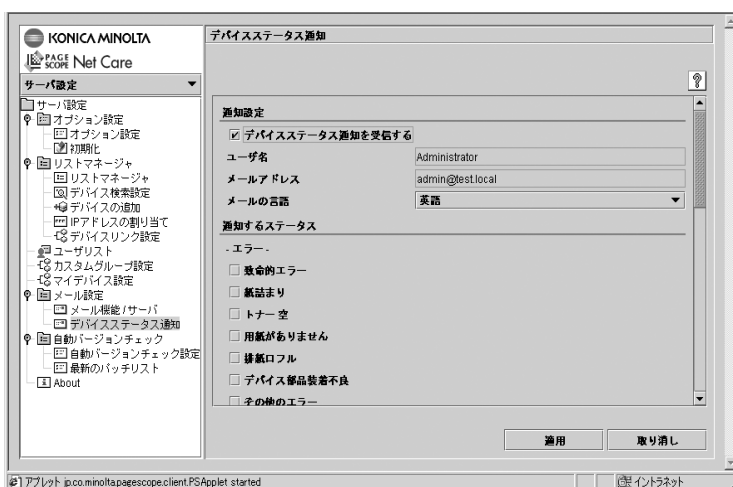 KONICA MINOLTA
PAGE SCOPE Net Care
サーバ設定
サーバ設定
オプション設定
オプション設定
初期化
リストマネージャ
リストマネージャ
デバイス検索設定
デバイスの追加
IPアドレスの割り当て
デバイスリンク設定
ユーザリスト
カスタムグループ設定
マイデバイス設定
メール設定
メール機能/サーバ
デバイスステータス通知
自動バージョンチェック
自動バージョンチェック設定
最新のパッチリスト
About
デバイスステータス通知
?
通知設定
デバイスステータス通知を受信する
ユーザ名 Administrator
メールアドレス admin@test.local
メールの言語 英語
通知するステータス
- エラー -
致命的エラー
紙詰まり
トナー空
用紙がありません
排紙口フル
デバイス部品装着不良
その他のエラー
適用 取り消し
アプレット jp.co.minolta.pagescope.client.PSApplet started イントラネット